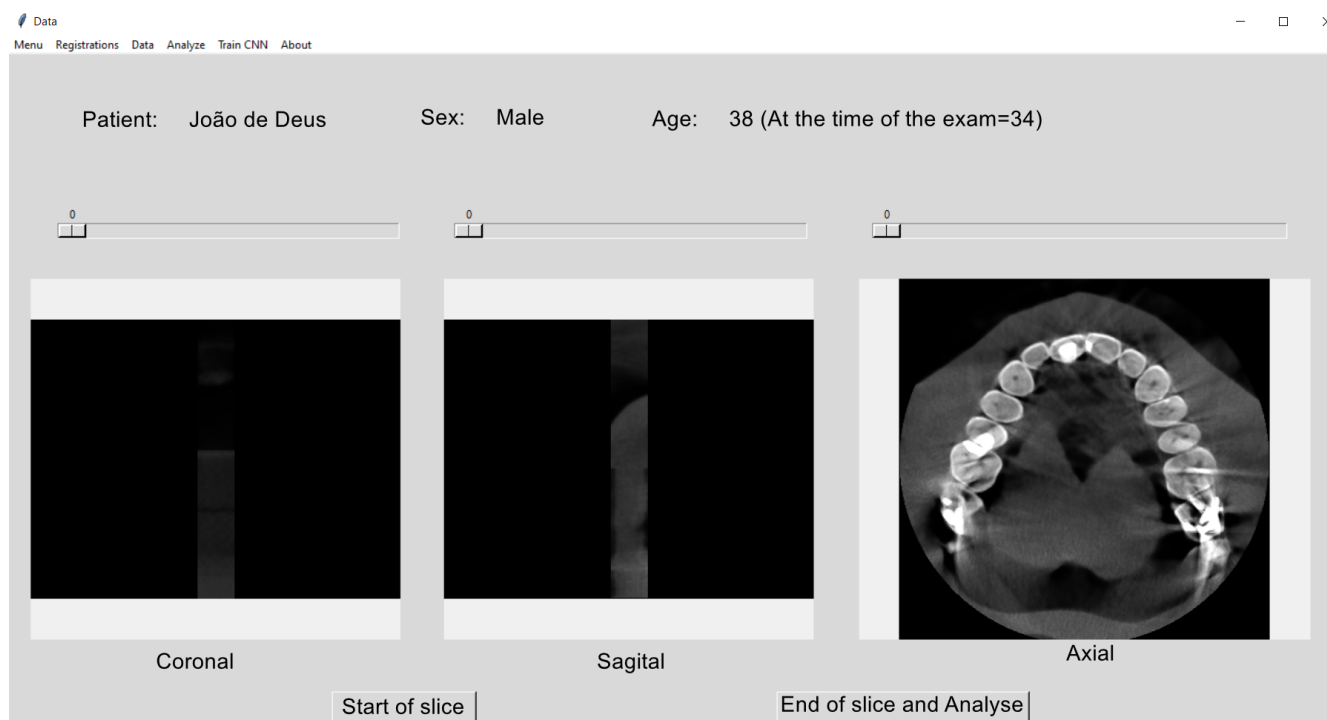 Data
Menu Registrations Data Analyze Train CNN About
Patient: João de Deus Sex: Male Age: 38 (At the time of the exam=34)
0 0 0
Coronal Sagital Axial
Start of slice End of slice and Analyse